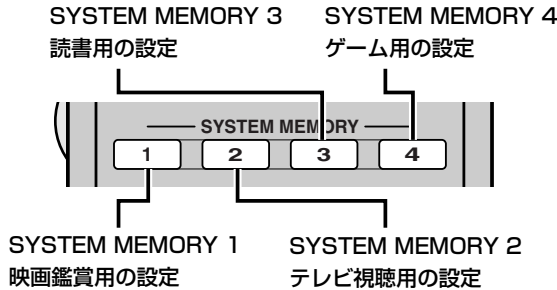 SYSTEM MEMORY 3
読書用の設定
SYSTEM MEMORY 4
ゲーム用の設定
SYSTEM MEMORY
1 2 3 4
SYSTEM MEMORY 1
映画鑑賞用の設定
SYSTEM MEMORY 2
テレビ視聴用の設定